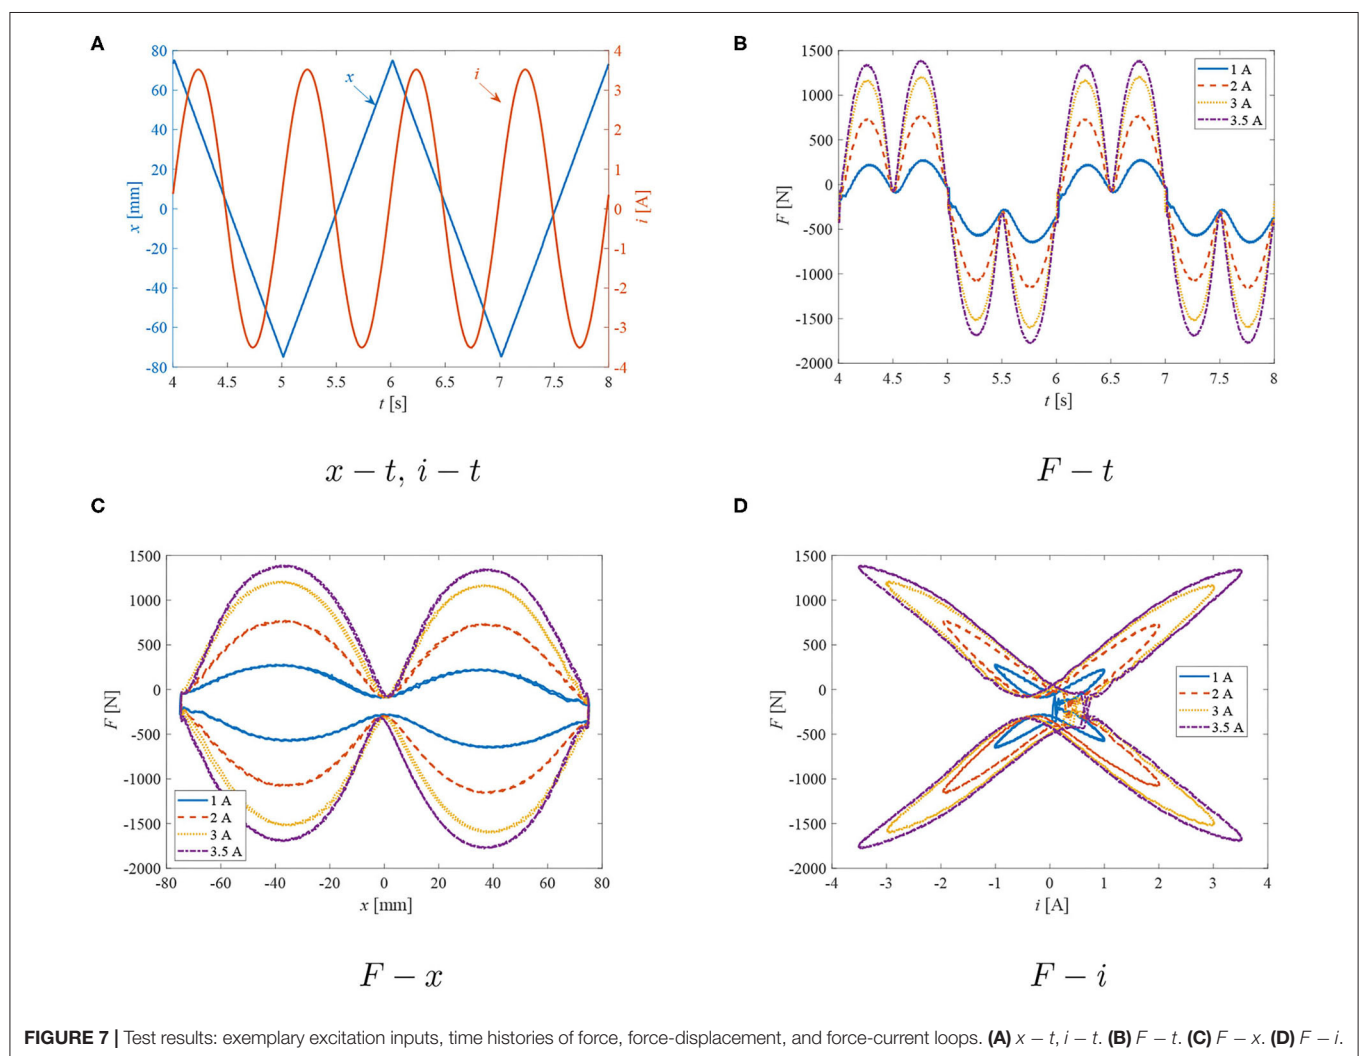 A
80
60
40
20
0
-20
-40
-60
-80
x [mm]
4
3
2
1
0
-1
-2
-3
-4
i [A]
x
i
4 4.5 5 5.5 6 6.5 7 7.5 8
t [s]
x − t, i − t
B
1500
1000
500
0
-500
-1000
-1500
-2000
F [N]
1 A
2 A
3 A
3.5 A
4 4.5 5 5.5 6 6.5 7 7.5 8
t [s]
F − t
C
1500
1000
500
0
-500
-1000
-1500
-2000
F [N]
1 A
2 A
3 A
3.5 A
-80 -60 -40 -20 0 20 40 60 80
x [mm]
F − x
D
1500
1000
500
0
-500
-1000
-1500
-2000
F [N]
1 A
2 A
3 A
3.5 A
-4 -3 -2 -1 0 1 2 3 4
i [A]
F − i
FIGURE 7 | Test results: exemplary excitation inputs, time histories of force, force-displacement, and force-current loops. (A) x − t, i − t. (B) F − t. (C) F − x. (D) F − i.